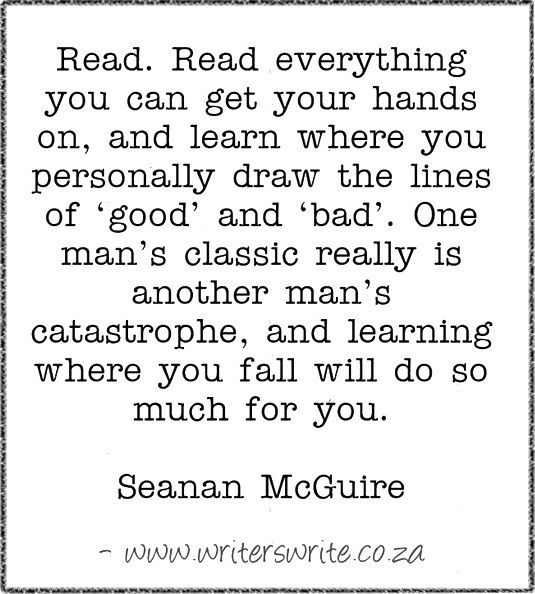 Read. Read everything
you can get your hands
on, and learn where you
personally draw the lines
of ‘good’ and ‘bad’. One
man’s classic really is
another man’s
catastrophe, and learning
where you fall will do so
much for you.
Seanan McGuire
- www.writerswrite.co.za